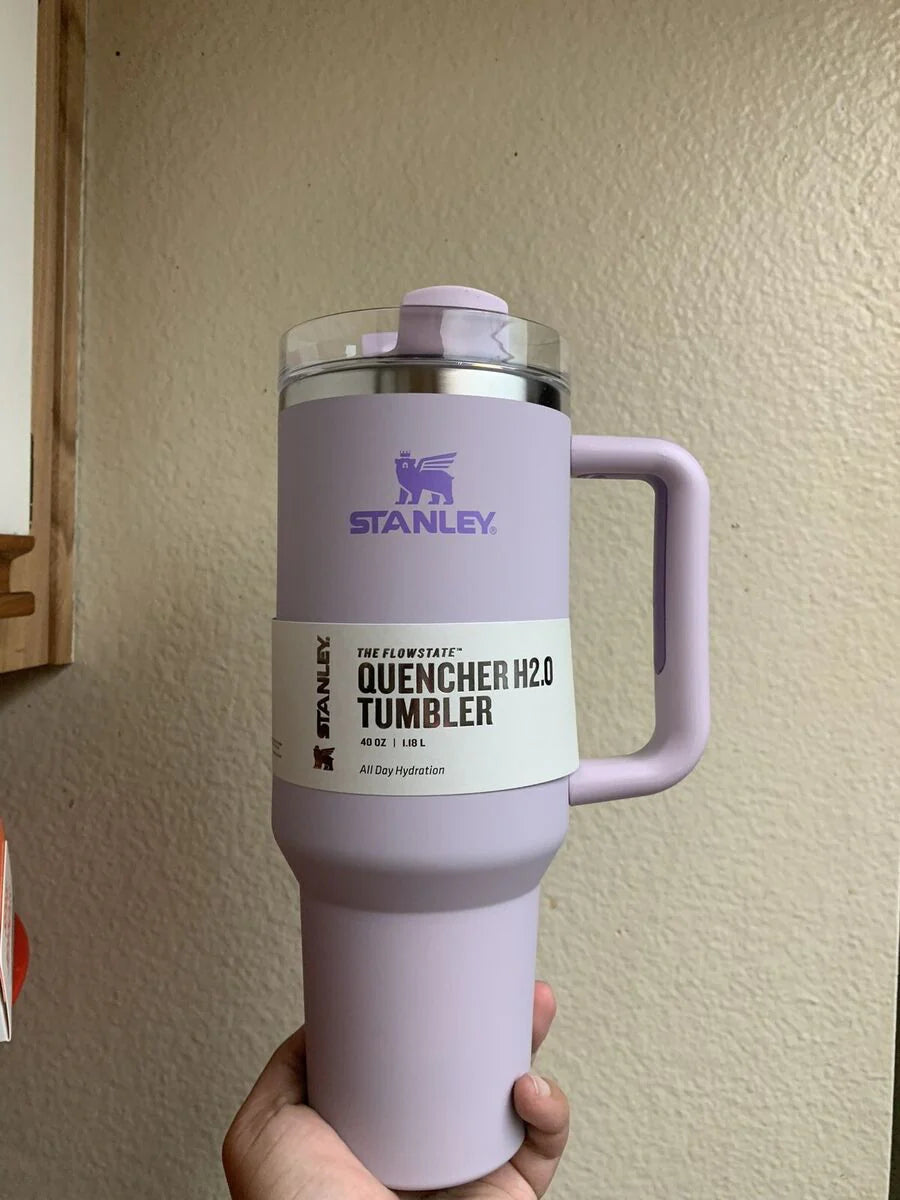 STANLEY®
STANLEY®
THE FLOWSTATE™
QUENCHER H2.0
TUMBLER
40 OZ | 1.18 L
All Day Hydration